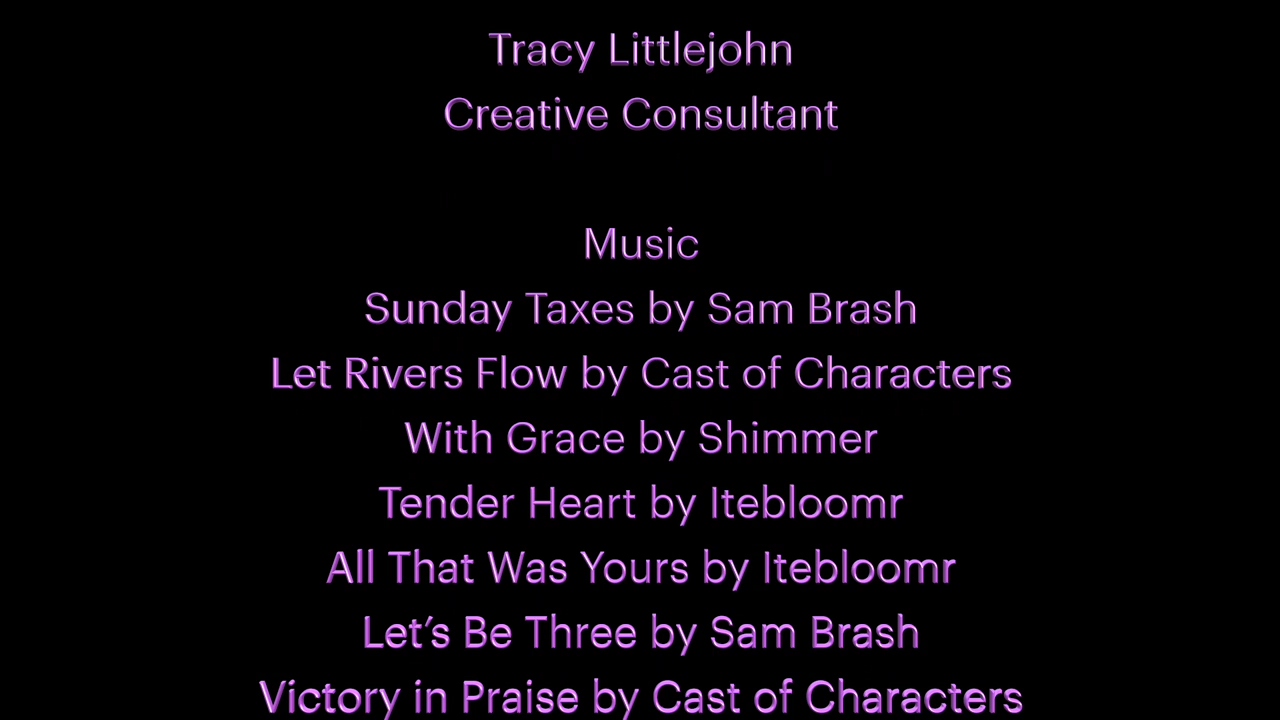 Tracy Littlejohn
Creative Consultant
Music
Sunday Taxes by Sam Brash
Let Rivers Flow by Cast of Characters
With Grace by Shimmer
Tender Heart by Itebloomr
All That Was Yours by Itebloomr
Let’s Be Three by Sam Brash
Victory in Praise by Cast of Characters